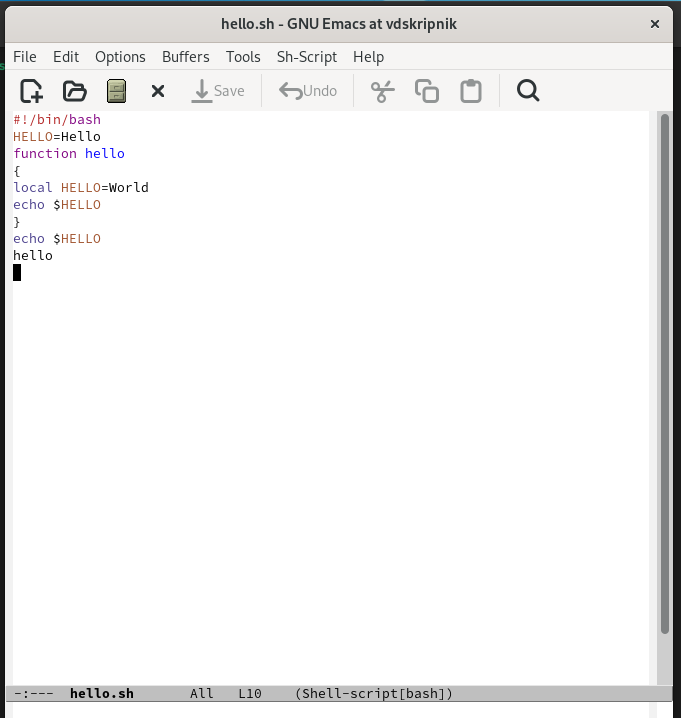 hello.sh - GNU Emacs at vdskripnik
File Edit Options Buffers Tools Sh-Script Help
Save Undo
#!/bin/bash
HELLO=Hello
function hello
{
local HELLO=World
echo $HELLO
}
echo $HELLO
hello
-:--- hello.sh All L10 (Shell-script[bash])